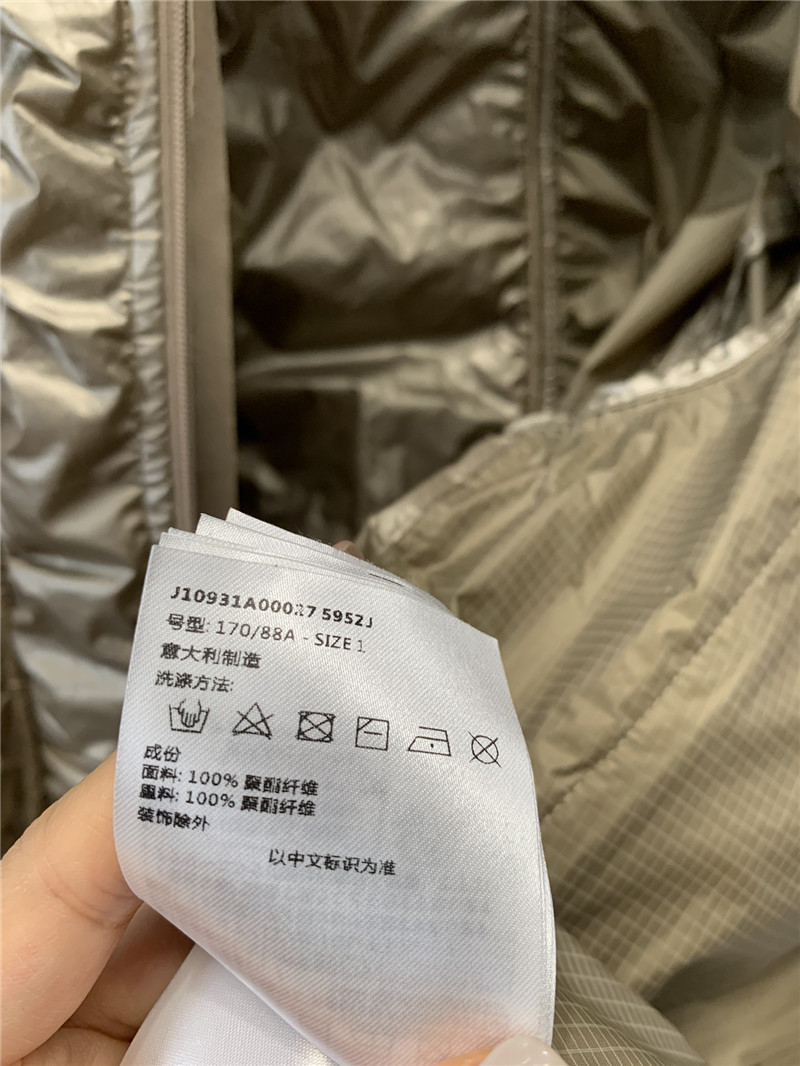 J10931A00027 5952J
号型: 170/88A - SIZE 1
意大利制造
洗涤方法:
成份
面料: 100% 聚酯纤维
里料: 100% 聚酯纤维
装饰除外
以中文标识为准